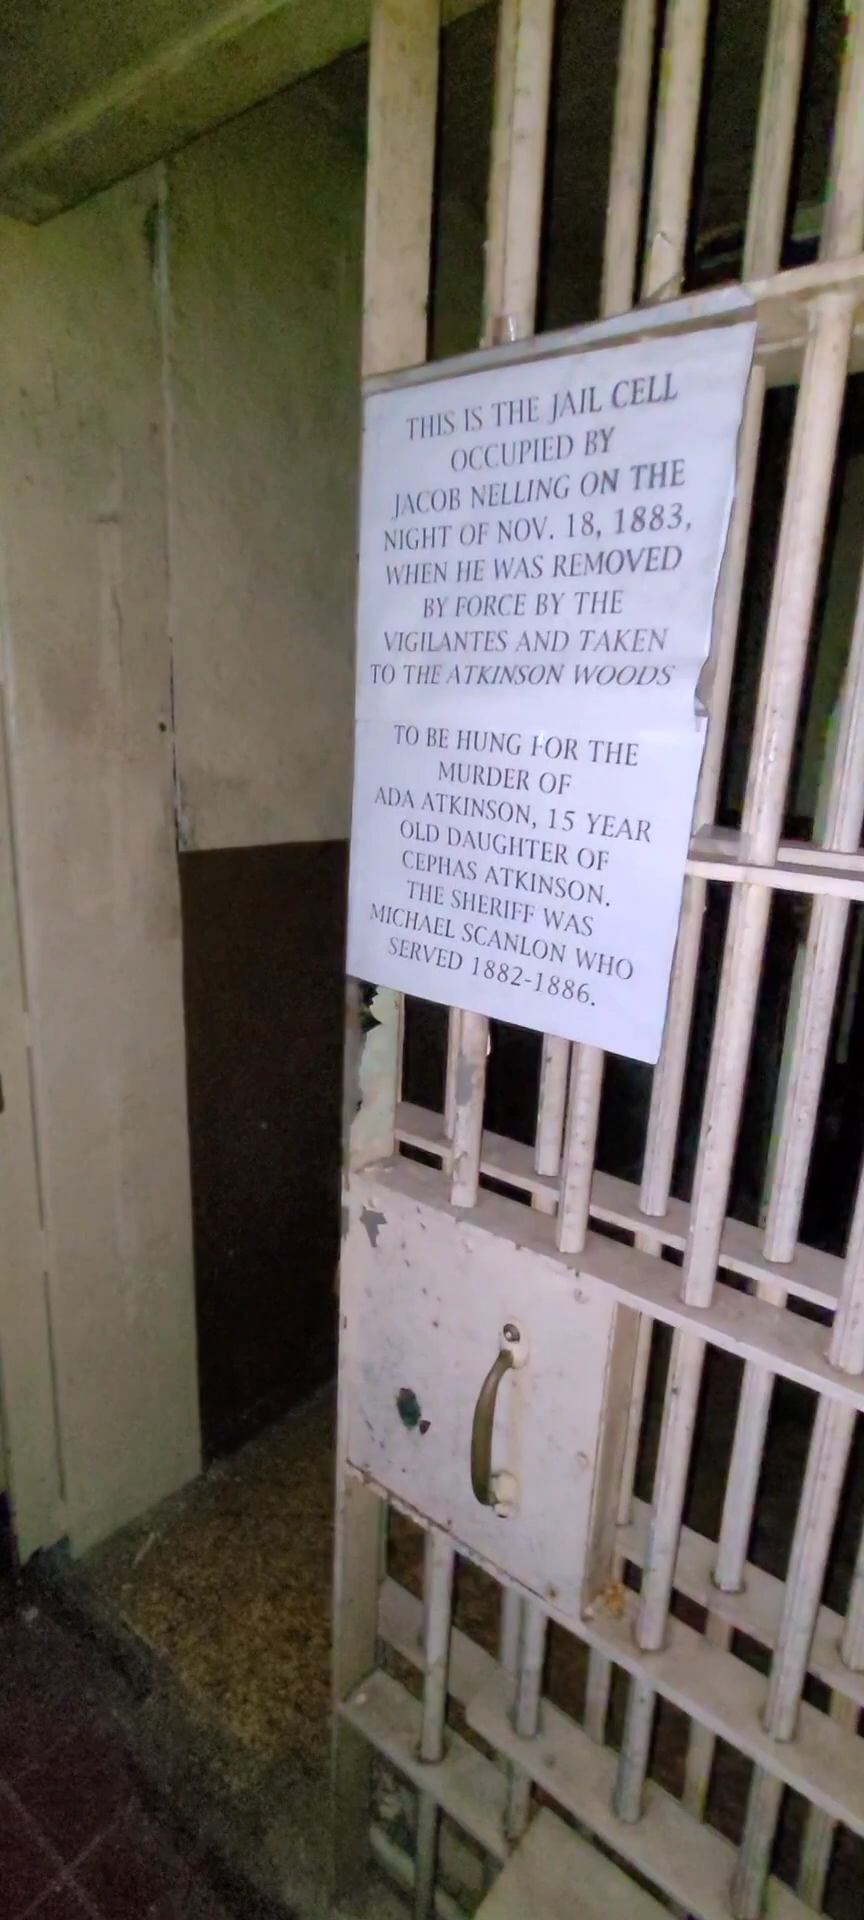 THIS IS THE JAIL CELL
OCCUPIED BY
JACOB NELLING ON THE
NIGHT OF NOV. 18, 1883,
WHEN HE WAS REMOVED
BY FORCE BY THE
VIGILANTES AND TAKEN
TO THE ATKINSON WOODS
TO BE HUNG FOR THE
MURDER OF
ADA ATKINSON, 15 YEAR
OLD DAUGHTER OF
CEPHAS ATKINSON.
THE SHERIFF WAS
MICHAEL SCANLON WHO
SERVED 1882-1886.